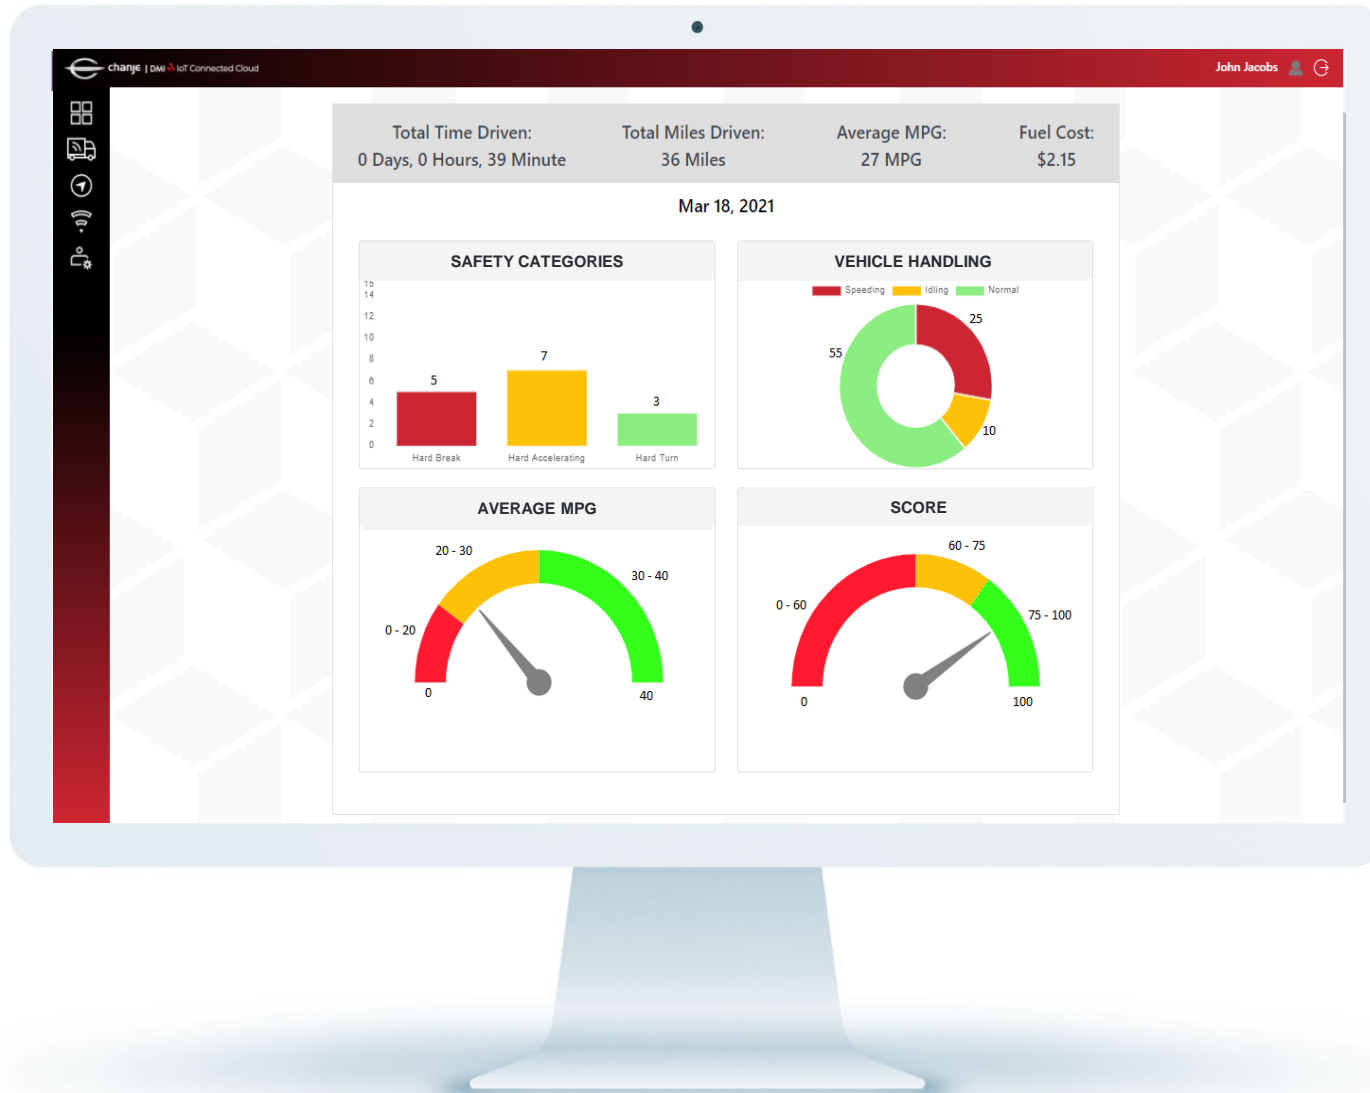 chanje | DMI IoT Connected Cloud
John Jacobs
Total Time Driven: Total Miles Driven: Average MPG: Fuel Cost:
0 Days, 0 Hours, 39 Minute 36 Miles 27 MPG $2.15
Mar 18, 2021
SAFETY CATEGORIES
15
14
12
10
8
6
4
2
0
5
7
3
Hard Break Hard Accelerating Hard Turn
VEHICLE HANDLING
Speeding Idling Normal
25
55
10
AVERAGE MPG
20 - 30
30 - 40
0 - 20
0
40
SCORE
60 - 75
0 - 60
75 - 100
0
100